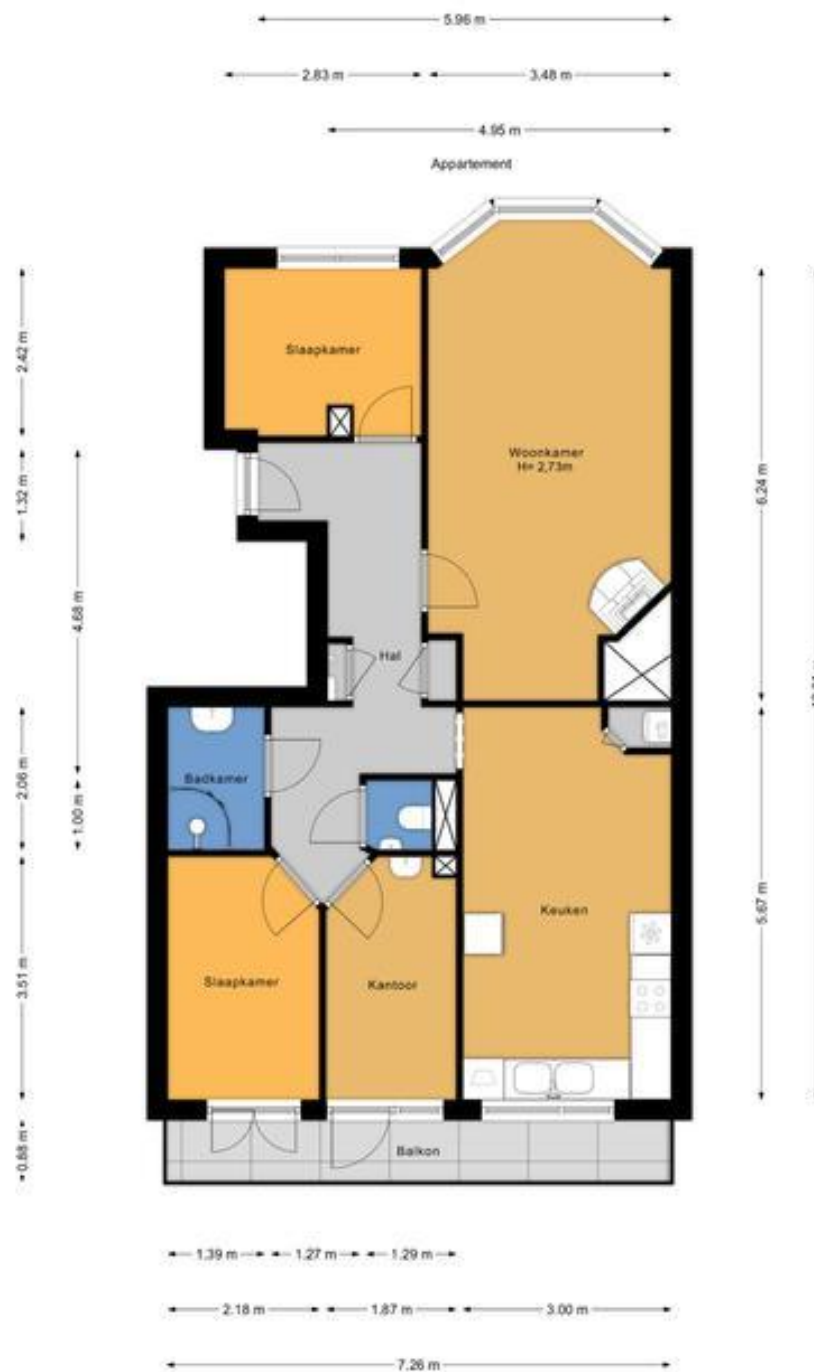 5.96 m
2.83 m
3.48 m
4.95 m
Appartement
2.42 m
Slaapkamer
Woonkamer
H= 2,73m
1.32 m
6.24 m
4.68 m
Hal
2.06 m
Badkamer
1.00 m
5.67 m
Keuken
3.51 m
Slaapkamer
Kantoor
0.88 m
Balkon
1.39 m
1.27 m
1.29 m
2.18 m
1.87 m
3.00 m
7.26 m